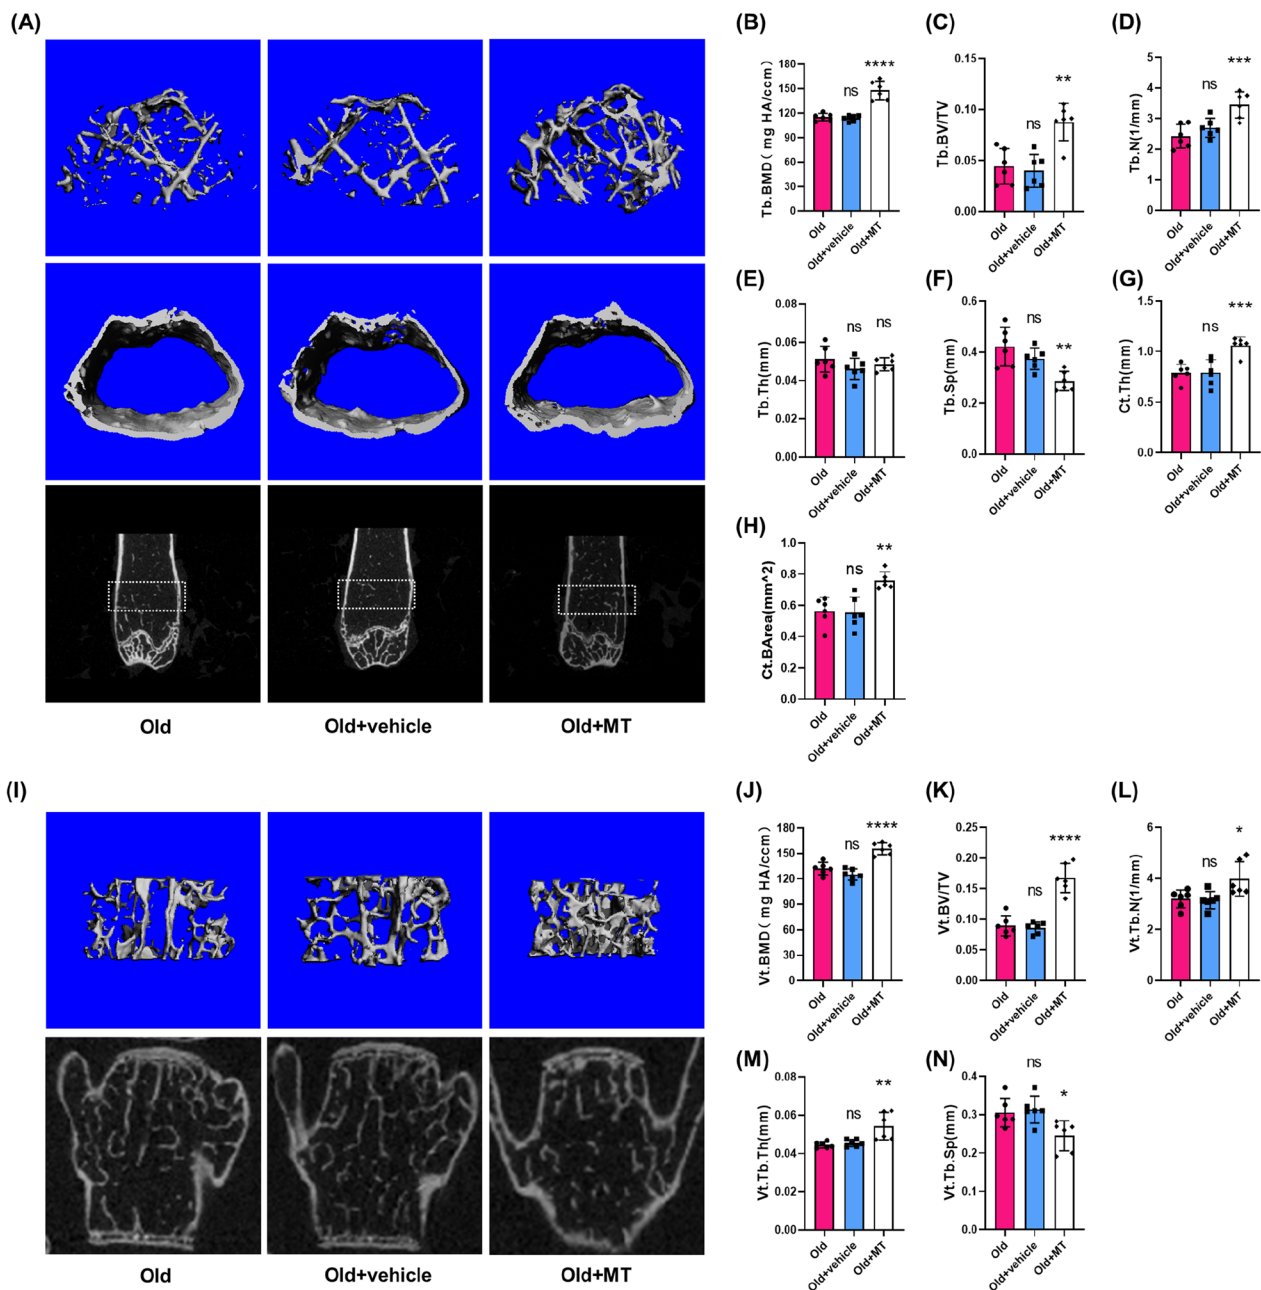 (A)
Old
Old+vehicle
Old+MT
(B)
Tb.BMD( mg HA/ccm)
180
150
120
90
60
30
0
ns
****
Old
Old+vehicle
Old+MT
(C)
Tb.BV/TV
0.15
0.10
0.05
0.00
ns
**
Old
Old+vehicle
Old+MT
(D)
Tb.N(1/mm)
5
4
3
2
1
0
ns
***
Old
Old+vehicle
Old+MT
(E)
Tb.Th(mm)
0.08
0.06
0.04
0.02
0.00
ns
ns
Old
Old+vehicle
Old+MT
(F)
Tb.Sp(mm)
0.6
0.4
0.2
0.0
ns
**
Old
Old+vehicle
Old+MT
(G)
Ct.Th(mm)
1.5
1.0
0.5
0.0
ns
***
Old
Old+vehicle
Old+MT
(H)
Ct.BArea(mm^2)
1.0
0.8
0.6
0.4
0.2
0.0
ns
**
Old
Old+vehicle
Old+MT
(I)
Old
Old+vehicle
Old+MT
(J)
Vt.BMD( mg HA/ccm)
180
150
120
90
60
30
0
ns
****
Old
Old+vehicle
Old+MT
(K)
Vt.BV/TV
0.25
0.20
0.15
0.10
0.05
0.00
ns
****
Old
Old+vehicle
Old+MT
(L)
Vt.Tb.N(1/mm)
6
4
2
0
ns
*
Old
Old+vehicle
Old+MT
(M)
Vt.Tb.Th(mm)
0.08
0.06
0.04
0.02
0.00
ns
**
Old
Old+vehicle
Old+MT
(N)
Vt.Tb.Sp(mm)
0.4
0.3
0.2
0.1
0.0
ns
*
Old
Old+vehicle
Old+MT